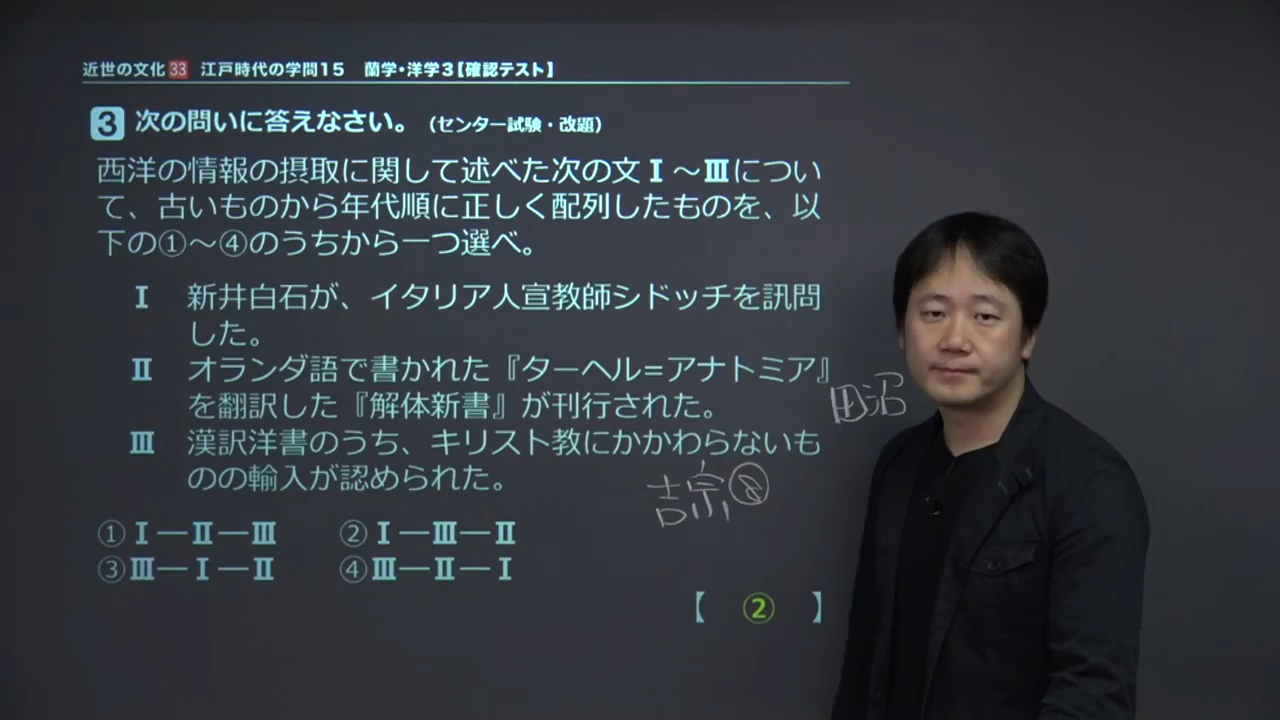 近世の文化33 江戸時代の学問15 蘭学・洋学3【確認テスト】
3 次の問いに答えなさい。(センター試験・改題)
西洋の情報の摂取に関して述べた次の文Ⅰ～Ⅲについ
て、古いものから年代順に正しく配列したものを、以
下の①～④のうちから一つ選べ。
Ⅰ 新井白石が、イタリア人宣教師シドッチを訊問
した。
Ⅱ オランダ語で書かれた『ターヘル=アナトミア』
を翻訳した『解体新書』が刊行された。
田沼
Ⅲ 漢訳洋書のうち、キリスト教にかかわらないも
のの輸入が認められた。
吉宗⑧
①Ⅰ―Ⅱ―Ⅲ ②Ⅰ―Ⅲ―Ⅱ
③Ⅲ―Ⅰ―Ⅱ ④Ⅲ―Ⅱ―Ⅰ
【 ② 】